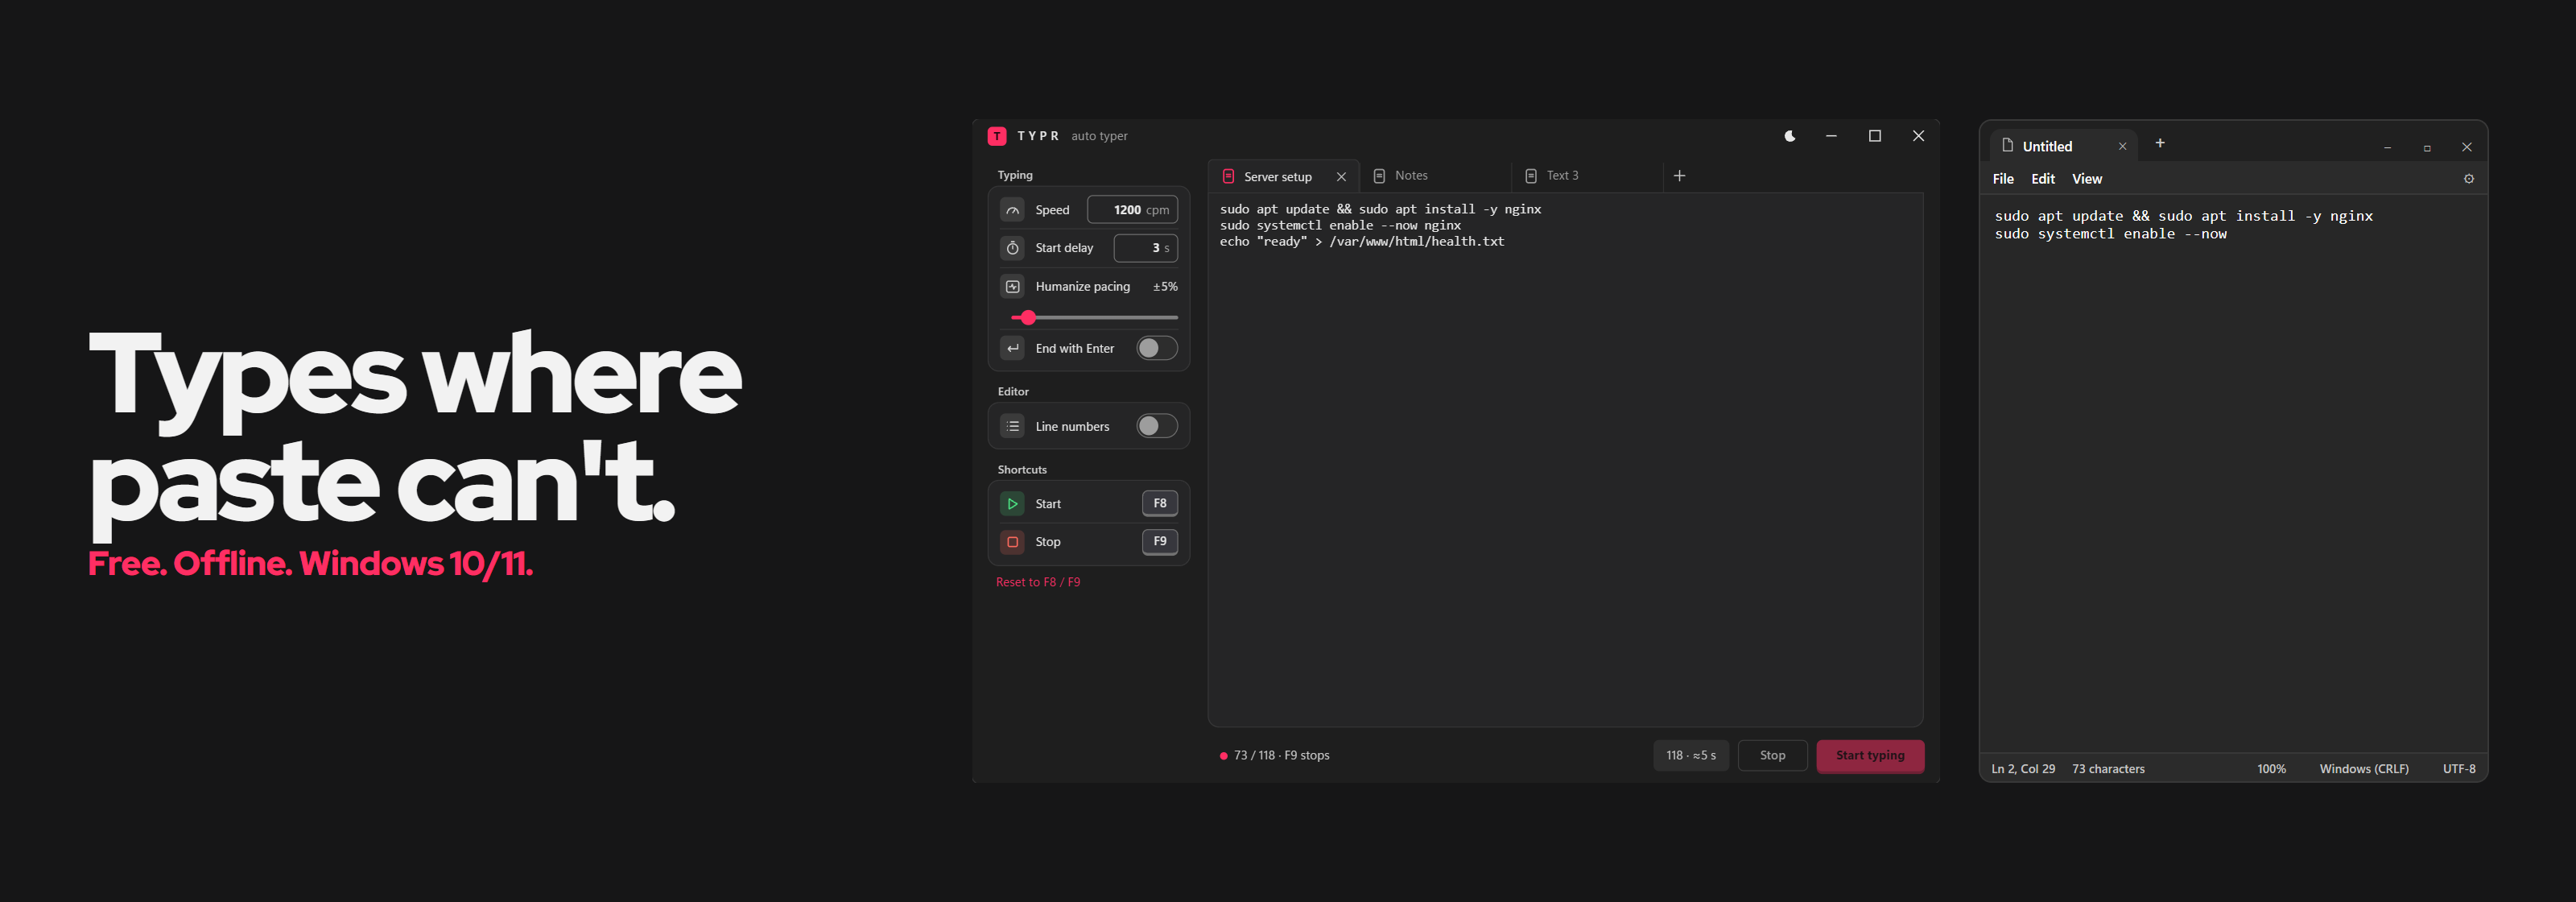 Types where
paste can't.
Free. Offline. Windows 10/11.
T TYPR auto typer
Typing
Speed 1200 cpm
Start delay 3 s
Humanize pacing ±5%
End with Enter
Editor
Line numbers
Shortcuts
Start F8
Stop F9
Reset to F8 / F9
Server setup Notes Text 3
sudo apt update && sudo apt install -y nginx
sudo systemctl enable --now nginx
echo "ready" > /var/www/html/health.txt
73 / 118 · F9 stops 118 · ≈5 s Stop Start typing
Untitled
File Edit View
sudo apt update && sudo apt install -y nginx
sudo systemctl enable --now
Ln 2, Col 29 73 characters 100% Windows (CRLF) UTF-8